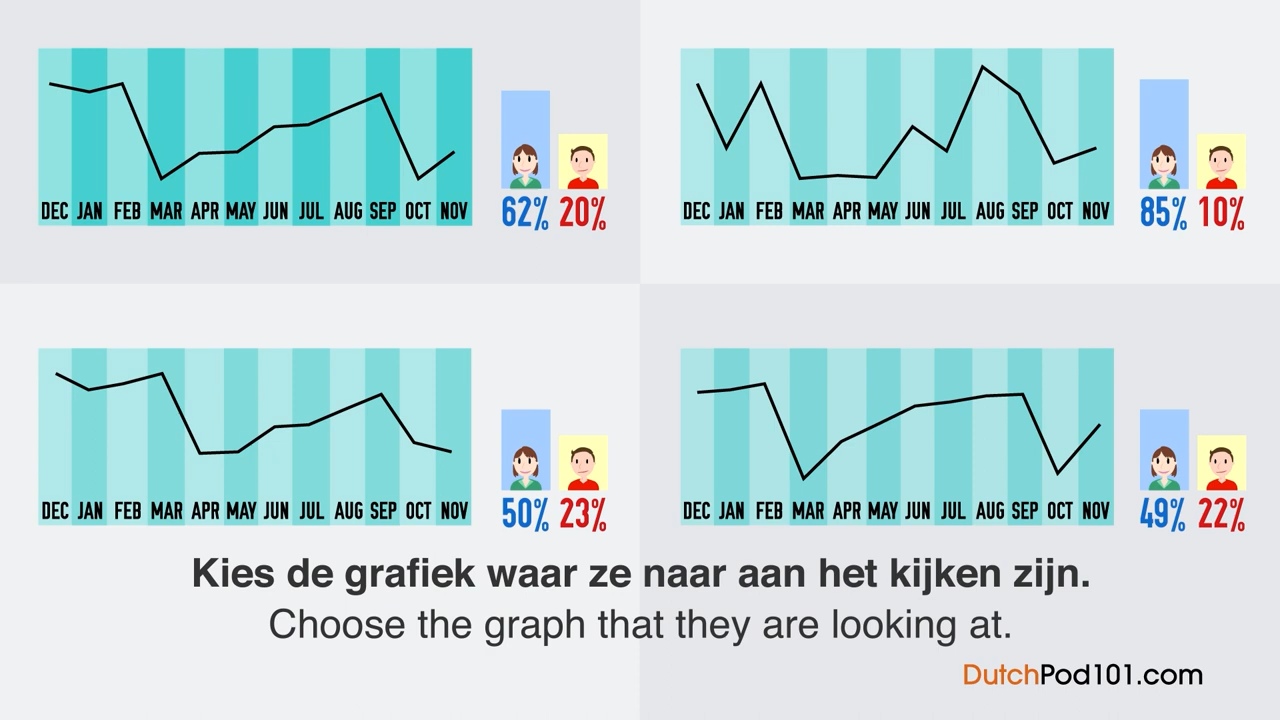 DEC JAN FEB MAR APR MAY JUN JUL AUG SEP OCT NOV
62% 20%
DEC JAN FEB MAR APR MAY JUN JUL AUG SEP OCT NOV
85% 10%
DEC JAN FEB MAR APR MAY JUN JUL AUG SEP OCT NOV
50% 23%
DEC JAN FEB MAR APR MAY JUN JUL AUG SEP OCT NOV
49% 22%
Kies de grafiek waar ze naar aan het kijken zijn.
Choose the graph that they are looking at.
DutchPod101.com